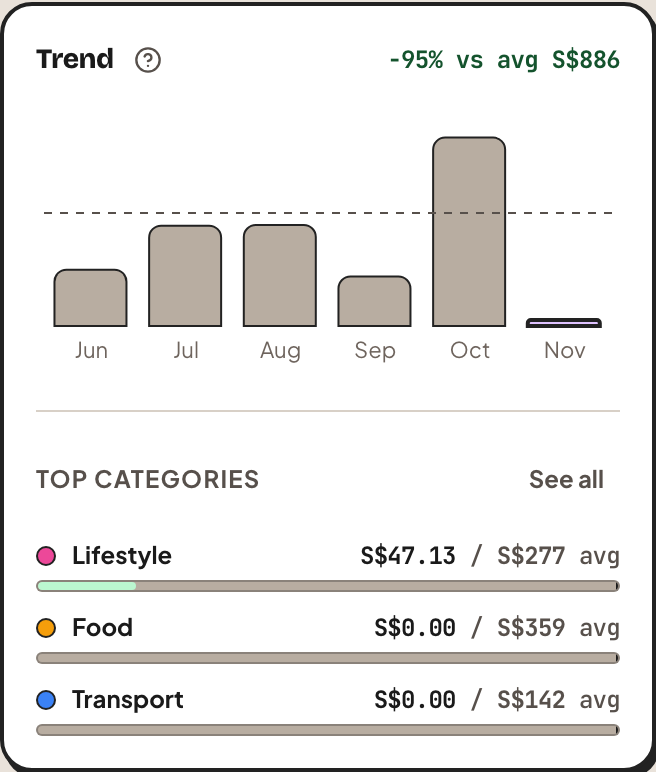 Trend ? -95% vs avg S$886
Jun Jul Aug Sep Oct Nov
TOP CATEGORIES See all
Lifestyle S$47.13 / S$277 avg
Food S$0.00 / S$359 avg
Transport S$0.00 / S$142 avg